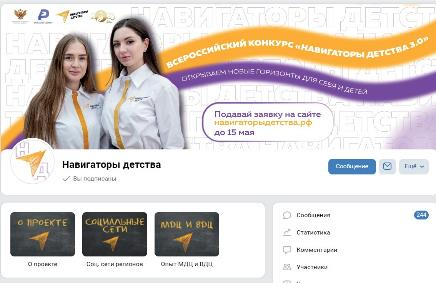 ВСЕРОССИЙСКИЙ КОНКУРС «НАВИГАТОРЫ ДЕТСТВА 3.0»
ОТКРЫВАЕМ НОВЫЕ ГОРИЗОНТЫ ДЛЯ СЕБЯ И ДЕТЕЙ
Подавай заявку на сайте
навигаторыдетства.рф
до 15 мая
Н
Д
Навигаторы детства
Вы подписаны
Сообщение
Ещё
О ПРОЕКТЕ
СОЦИАЛЬНЫЕ
СЕТИ
МДЦ И ВДЦ
О проекте
Соц. сети регионов
Опыт МДЦ и ВДЦ
Сообщения
244
Статистика
Комментарии
Участники